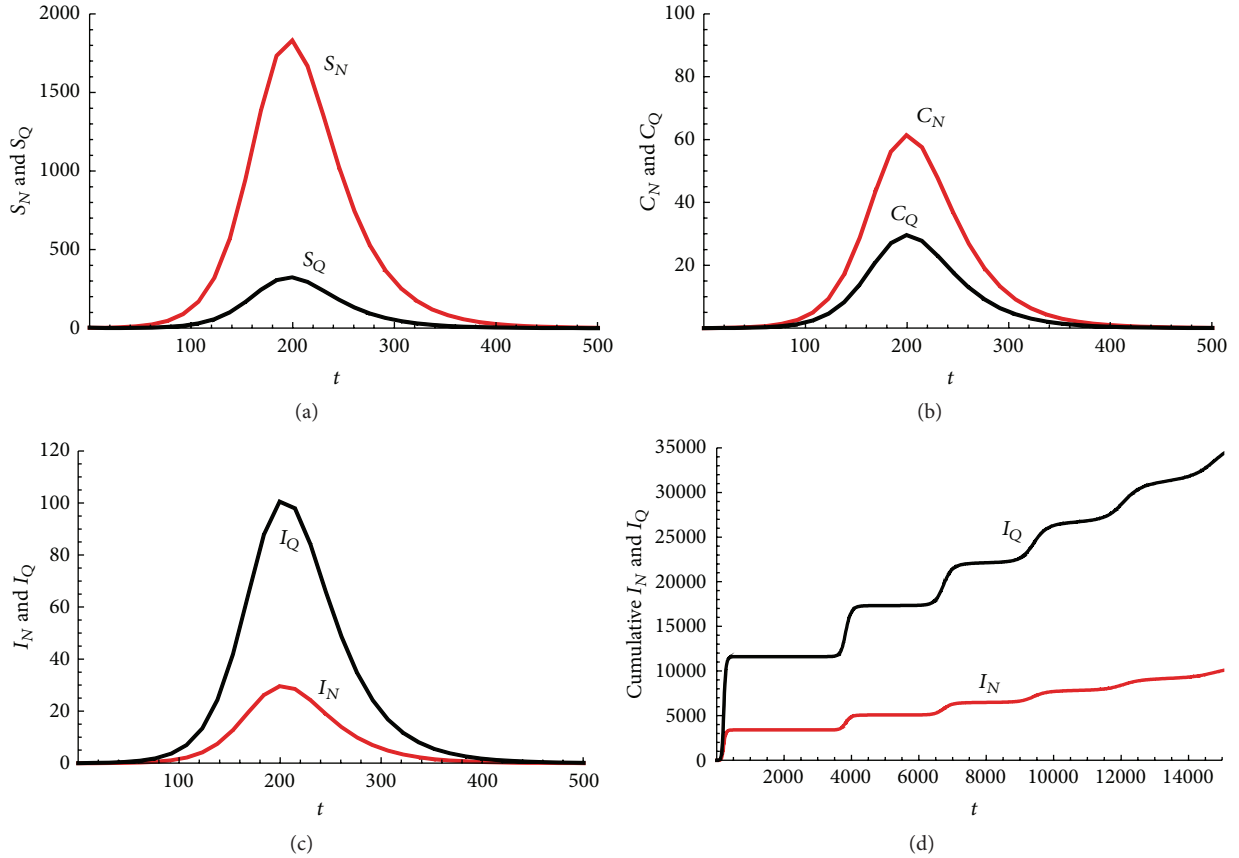 2000
1500
1000
500
0
S_N and S_Q
S_N
S_Q
100 200 300 400 500
t
(a)
100
80
60
40
20
C_N and C_Q
C_N
C_Q
100 200 300 400 500
t
(b)
120
100
80
60
40
20
0
I_N and I_Q
I_Q
I_N
100 200 300 400 500
t
(c)
35000
30000
25000
20000
15000
10000
5000
0
Cumulative I_N and I_Q
I_Q
I_N
2000 4000 6000 8000 10000 12000 14000
t
(d)